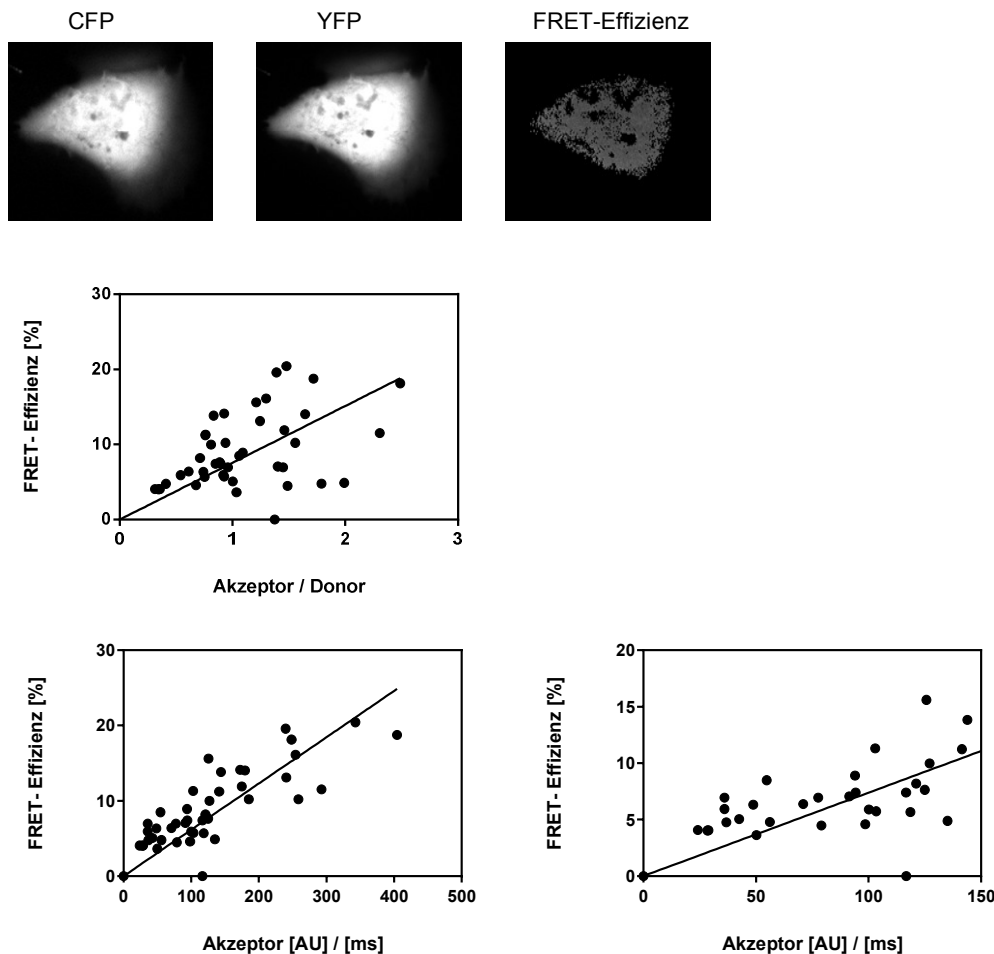 CFP YFP FRET-Effizienz
30
20
10
0
FRET- Effizienz [%]
0 1 2 3
Akzeptor / Donor
30
20
10
0
FRET- Effizienz [%]
0 100 200 300 400 500
Akzeptor [AU] / [ms]
20
15
10
5
0
FRET- Effizienz [%]
0 50 100 150
Akzeptor [AU] / [ms]